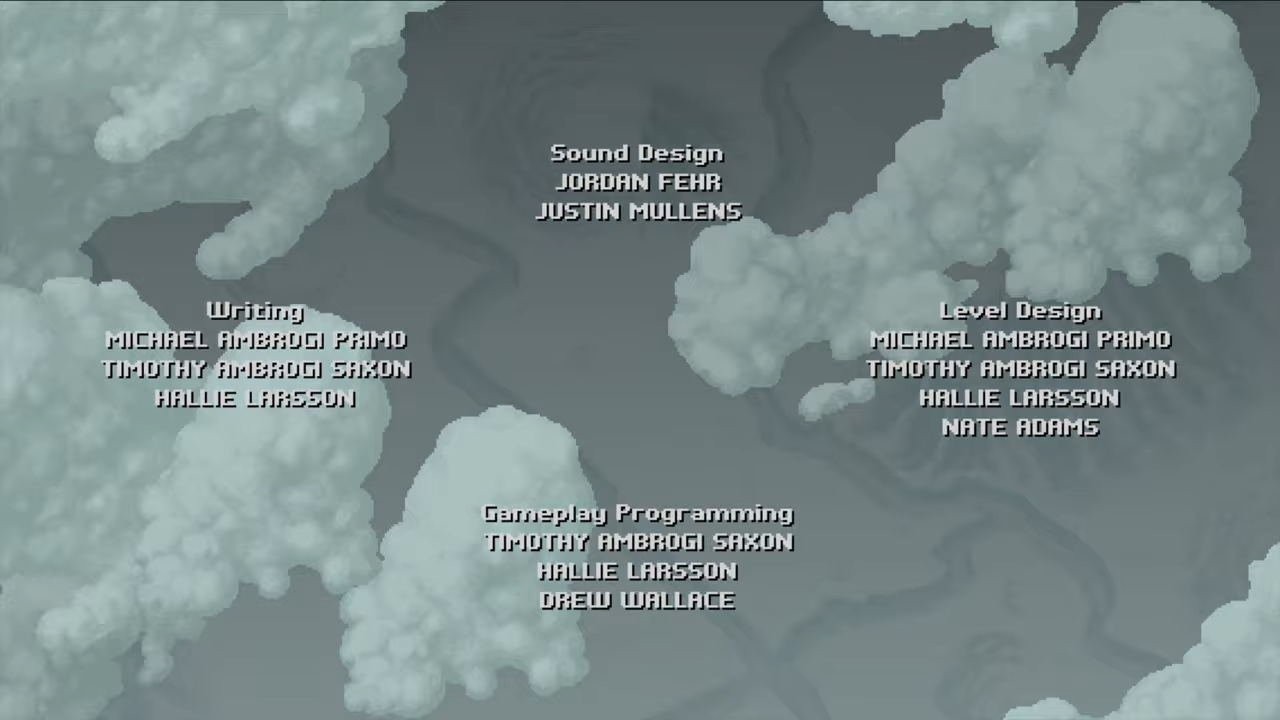 Sound Design
JORDAN FEHR
JUSTIN MULLENS
Writing
MICHAEL AMBROGI PRIMO
TIMOTHY AMBROGI SAXON
HALLIE LARSSON
Level Design
MICHAEL AMBROGI PRIMO
TIMOTHY AMBROGI SAXON
HALLIE LARSSON
NATE ADAMS
Gameplay Programming
TIMOTHY AMBROGI SAXON
HALLIE LARSSON
DREW WALLACE